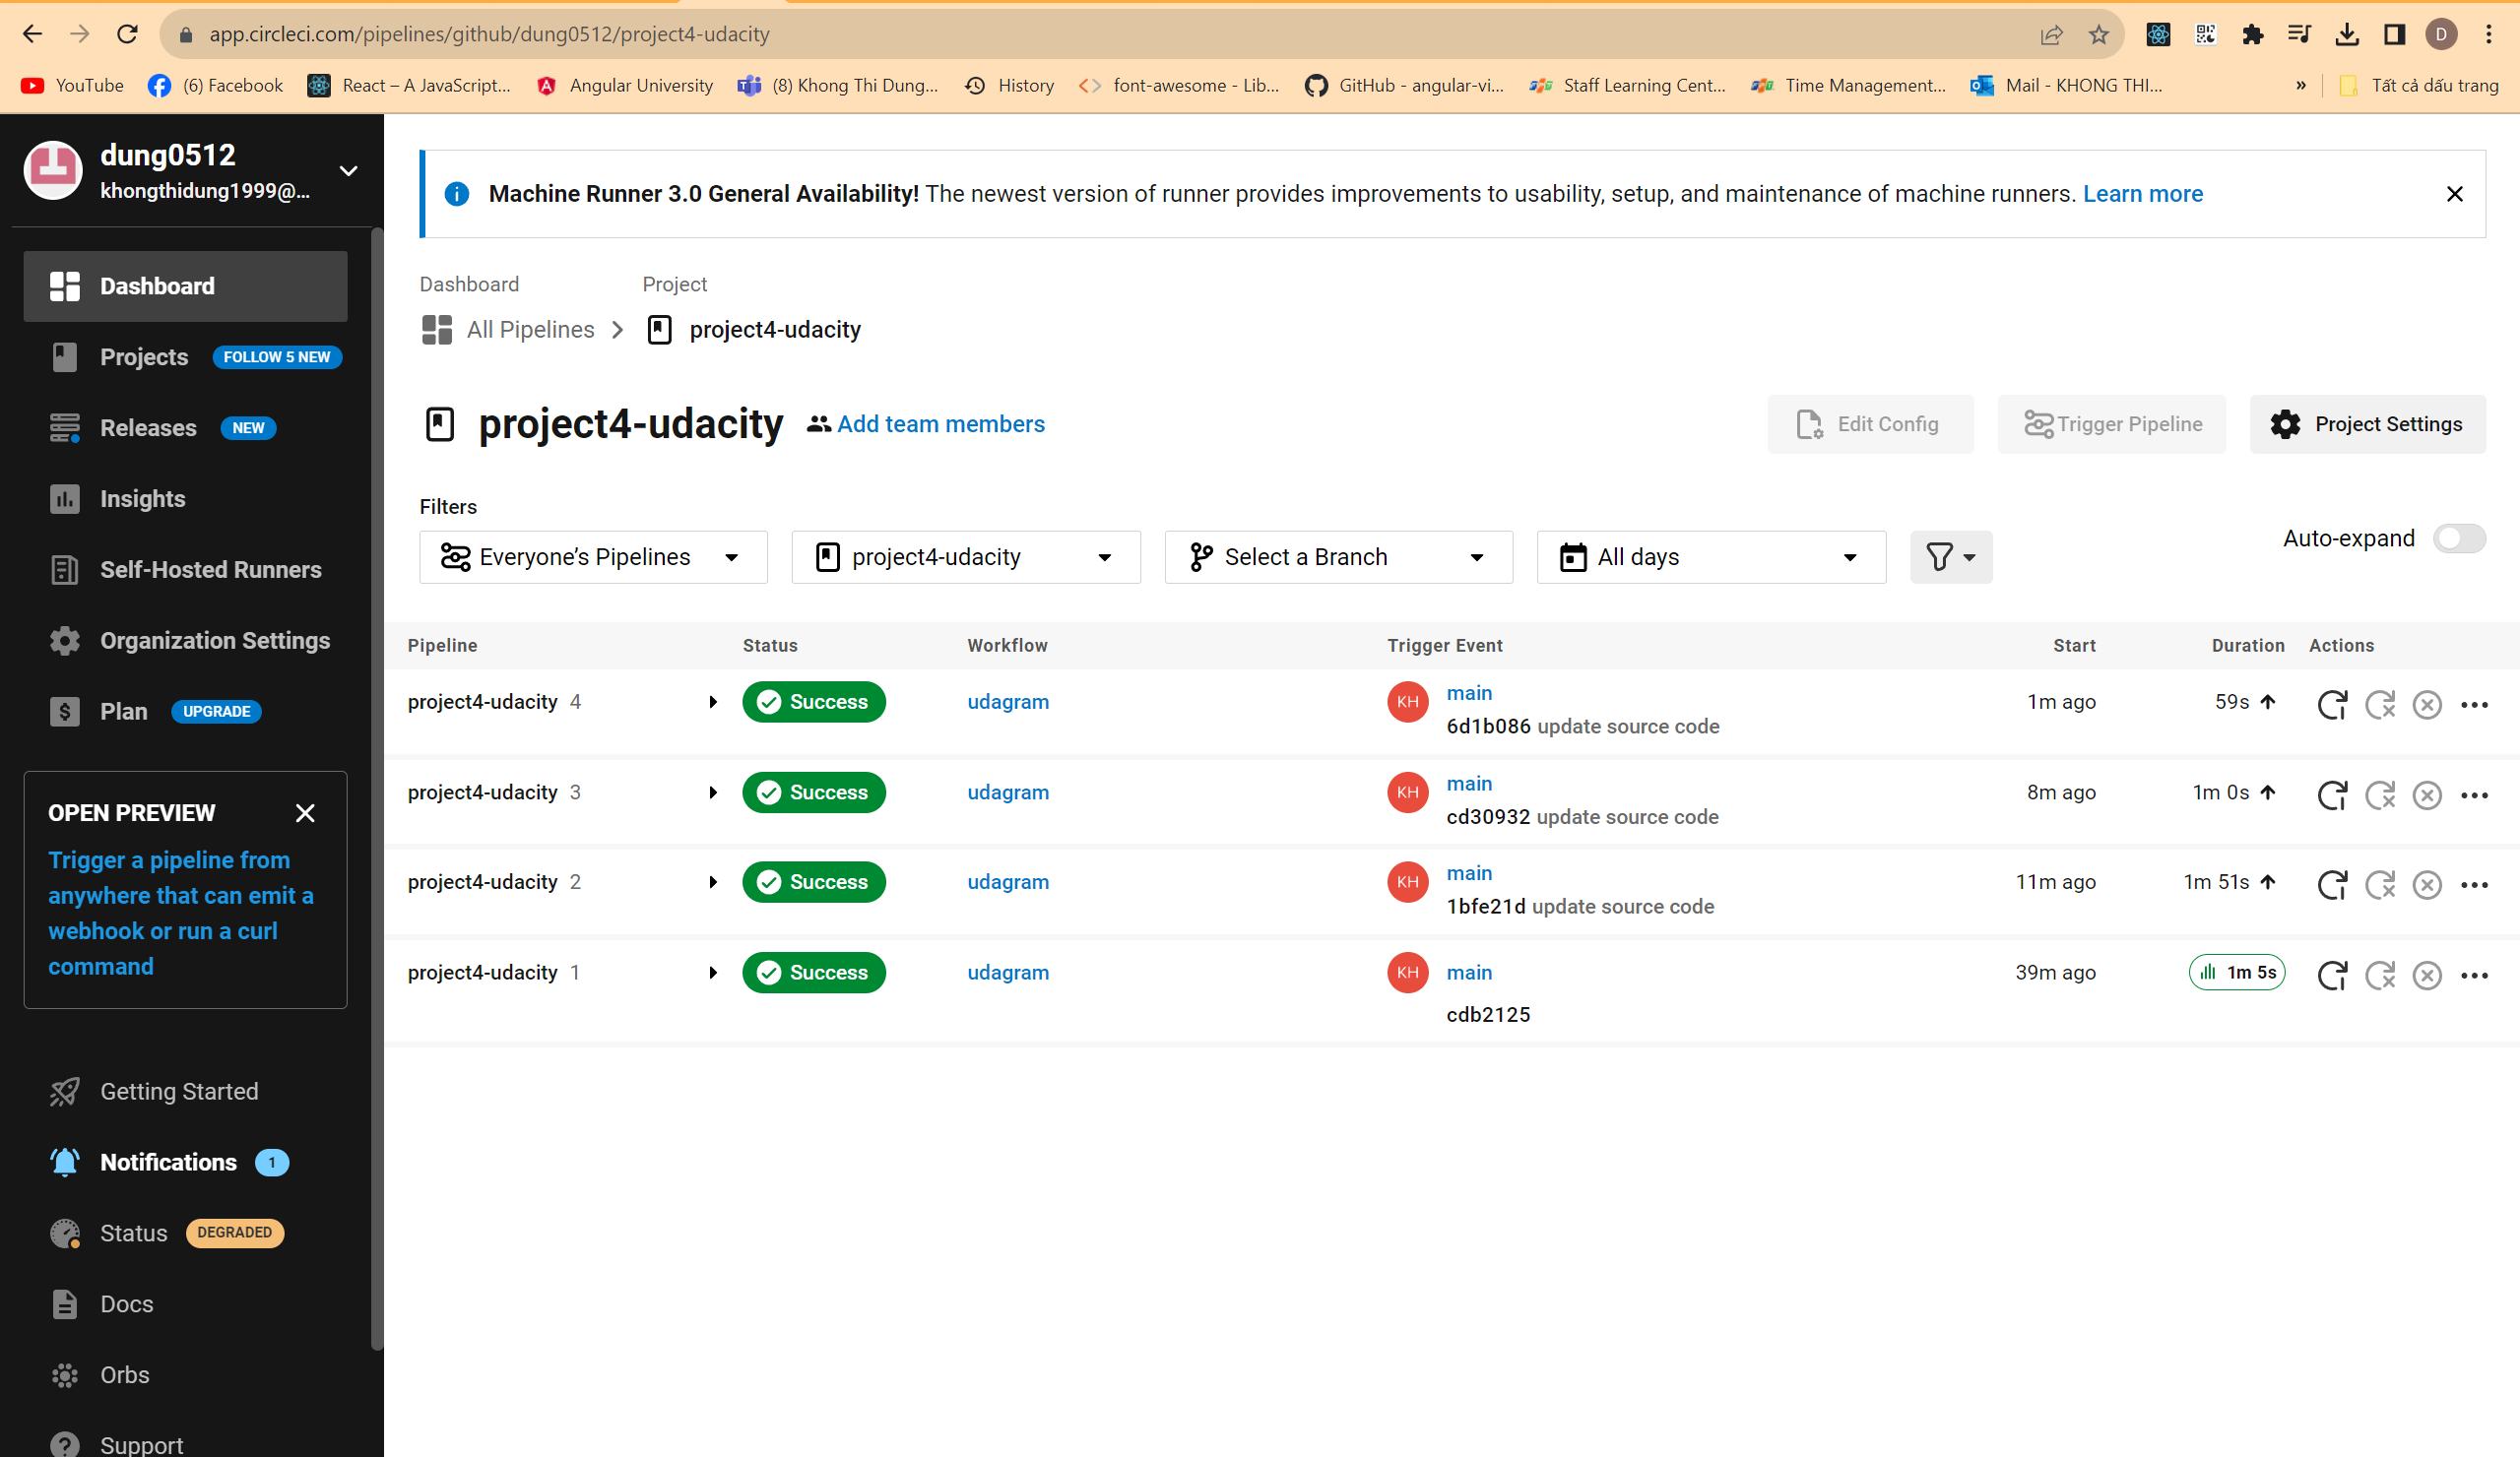 app.circleci.com/pipelines/github/dung0512/project4-udacity
D
YouTube
(6) Facebook
React – A JavaScript...
Angular University
(8) Khong Thi Dung...
History
font-awesome - Lib...
GitHub - angular-vi...
Staff Learning Cent...
Time Management...
Mail - KHONG THI...
»
Tất cả dấu trang
dung0512
khongthidung1999@...
Dashboard
Projects FOLLOW 5 NEW
Releases NEW
Insights
Self-Hosted Runners
Organization Settings
Plan UPGRADE
OPEN PREVIEW
Trigger a pipeline from
anywhere that can emit a
webhook or run a curl
command
Getting Started
Notifications 1
Status DEGRADED
Docs
Orbs
Support
Machine Runner 3.0 General Availability! The newest version of runner provides improvements to usability, setup, and maintenance of machine runners. Learn more
Dashboard Project
All Pipelines project4-udacity
project4-udacity Add team members
Edit Config
Trigger Pipeline
Project Settings
Filters
Everyone’s Pipelines
project4-udacity
Select a Branch
All days
Auto-expand
Pipeline Status Workflow Trigger Event Start Duration Actions
project4-udacity 4 Success udagram KH main 1m ago 59s
6d1b086 update source code
project4-udacity 3 Success udagram KH main 8m ago 1m 0s
cd30932 update source code
project4-udacity 2 Success udagram KH main 11m ago 1m 51s
1bfe21d update source code
project4-udacity 1 Success udagram KH main 39m ago 1m 5s
cdb2125